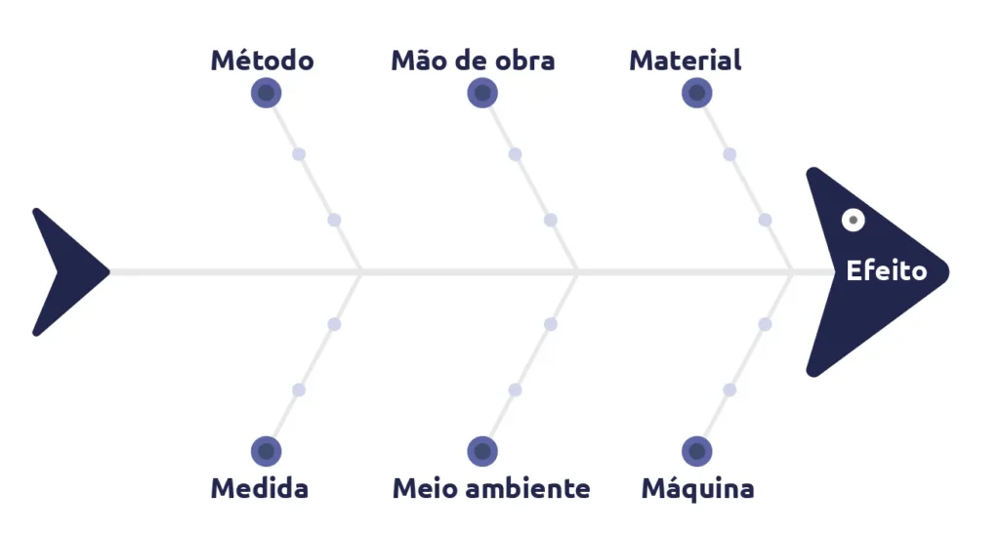 Método
Mão de obra
Material
Efeito
Medida
Meio ambiente
Máquina